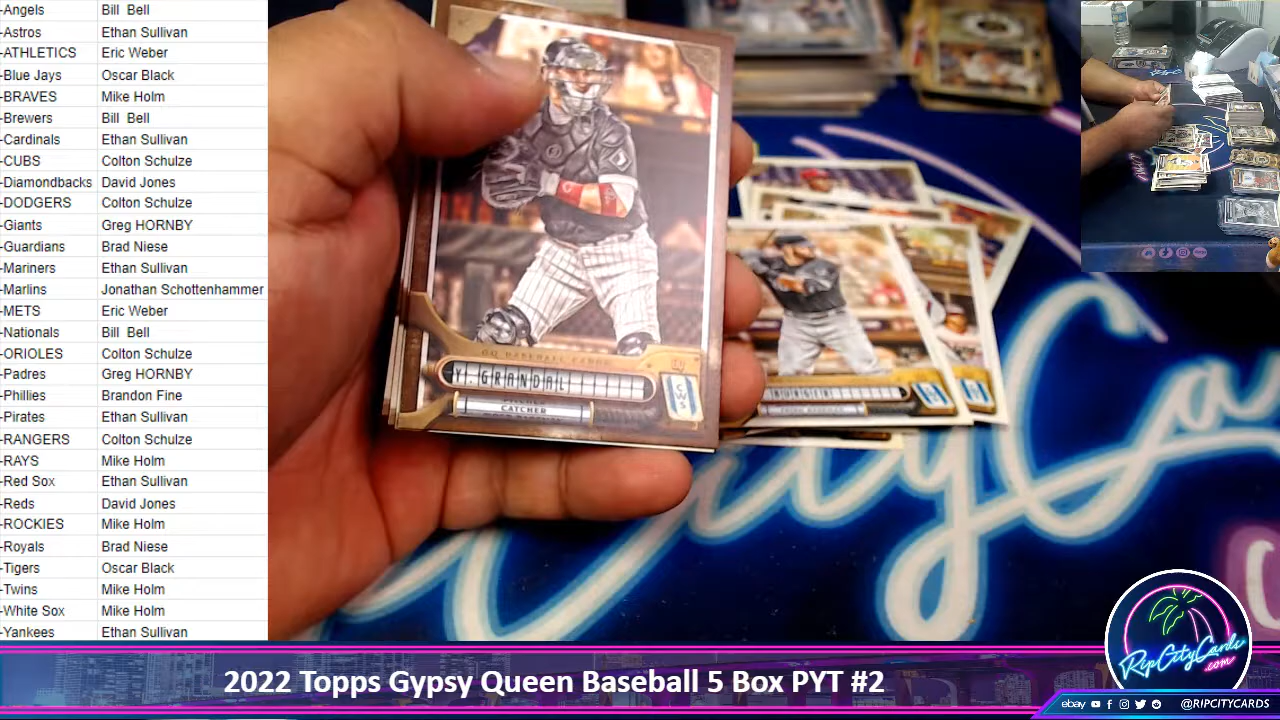 -Angels Bill Bell
-Astros Ethan Sullivan
-ATHLETICS Eric Weber
-Blue Jays Oscar Black
-BRAVES Mike Holm
-Brewers Bill Bell
-Cardinals Ethan Sullivan
-CUBS Colton Schulze
-Diamondbacks David Jones
-DODGERS Colton Schulze
-Giants Greg HORNBY
-Guardians Brad Niese
-Mariners Ethan Sullivan
-Marlins Jonathan Schottenhammer
-METS Eric Weber
-Nationals Bill Bell
-ORIOLES Colton Schulze
-Padres Greg HORNBY
-Phillies Brandon Fine
-Pirates Ethan Sullivan
-RANGERS Colton Schulze
-RAYS Mike Holm
-Red Sox Ethan Sullivan
-Reds David Jones
-ROCKIES Mike Holm
-Royals Brad Niese
-Tigers Oscar Black
-Twins Mike Holm
-White Sox Mike Holm
-Yankees Ethan Sullivan
GQ BASEBALL CARDS
Y. GRANDAL
CATCHER
CWS
RipCityCards
.com
2022 Topps Gypsy Queen Baseball 5 Box PYT #2
ebay @RIPCITYCARDS